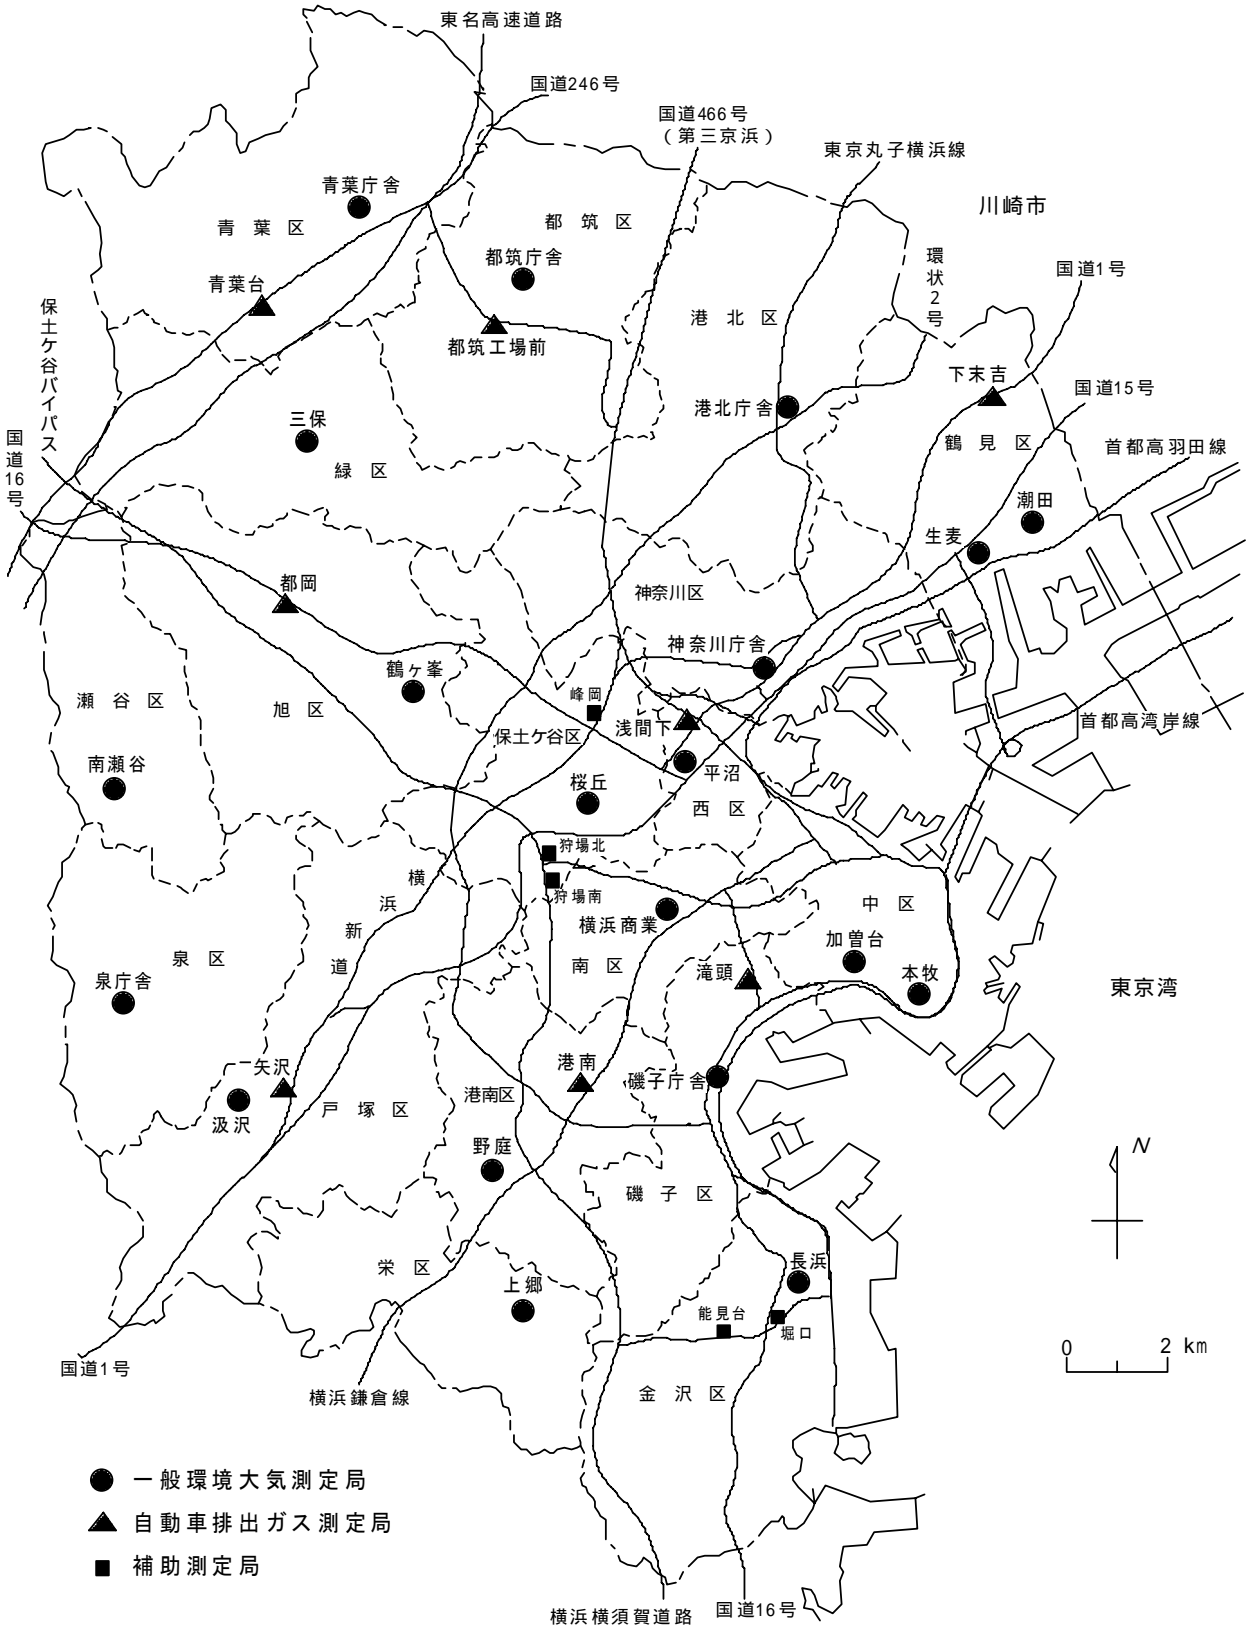 東名高速道路
国道246号
国道466号
（第三京浜）
東京丸子横浜線
川崎市
青葉庁舎
青葉区
都筑区
都筑庁舎
環状2号
国道1号
青葉台
保土ケ谷バイパス
港北区
都筑工場前
下末吉
国道15号
港北庁舎
三保
国道16号
鶴見区
首都高羽田線
緑区
潮田
生麦
都岡
神奈川区
神奈川庁舎
鶴ヶ峯
瀬谷区
旭区
峰岡
浅間下
首都高湾岸線
保土ケ谷区
南瀬谷
平沼
桜丘
西区
狩場北
横浜新道
狩場南
中区
横浜商業
加曽台
泉区
南区
滝頭
本牧
泉庁舎
東京湾
矢沢
港南
磯子庁舎
港南区
戸塚区
汲沢
野庭
N
磯子区
栄区
長浜
上郷
能見台
堀口
0 2 km
国道1号
横浜鎌倉線
金沢区
一般環境大気測定局
自動車排出ガス測定局
補助測定局
横浜横須賀道路
国道16号